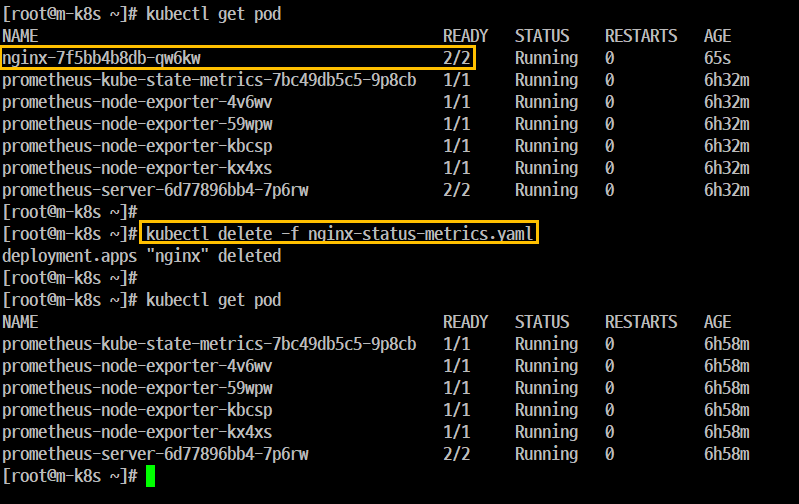 [root@m-k8s ~]# kubectl get pod
NAME READY STATUS RESTARTS AGE
nginx-7f5bb4b8db-qw6kw 2/2 Running 0 65s
prometheus-kube-state-metrics-7bc49db5c5-9p8cb 1/1 Running 0 6h32m
prometheus-node-exporter-4v6wv 1/1 Running 0 6h32m
prometheus-node-exporter-59wpw 1/1 Running 0 6h32m
prometheus-node-exporter-kbcsp 1/1 Running 0 6h32m
prometheus-node-exporter-kx4xs 1/1 Running 0 6h32m
prometheus-server-6d77896bb4-7p6rw 2/2 Running 0 6h32m
[root@m-k8s ~]#
[root@m-k8s ~]# kubectl delete -f nginx-status-metrics.yaml
deployment.apps "nginx" deleted
[root@m-k8s ~]#
[root@m-k8s ~]# kubectl get pod
NAME READY STATUS RESTARTS AGE
prometheus-kube-state-metrics-7bc49db5c5-9p8cb 1/1 Running 0 6h58m
prometheus-node-exporter-4v6wv 1/1 Running 0 6h58m
prometheus-node-exporter-59wpw 1/1 Running 0 6h58m
prometheus-node-exporter-kbcsp 1/1 Running 0 6h58m
prometheus-node-exporter-kx4xs 1/1 Running 0 6h58m
prometheus-server-6d77896bb4-7p6rw 2/2 Running 0 6h58m
[root@m-k8s ~]#